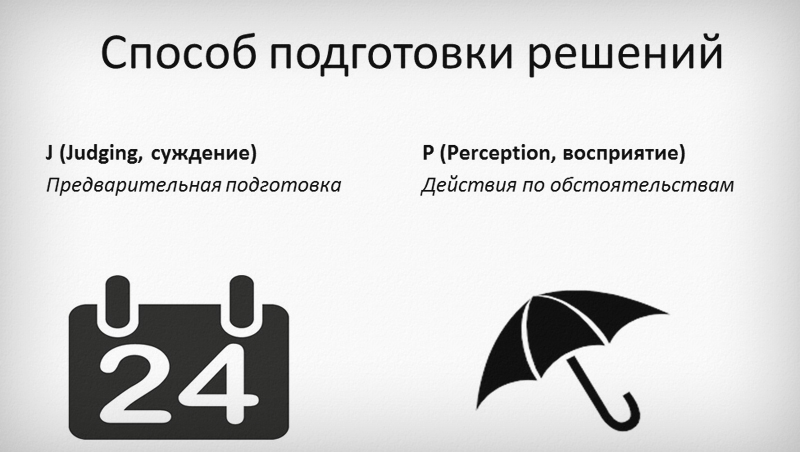 Способ подготовки решений
J (Judging, суждение)
Предварительная подготовка
P (Perception, восприятие)
Действия по обстоятельствам
24